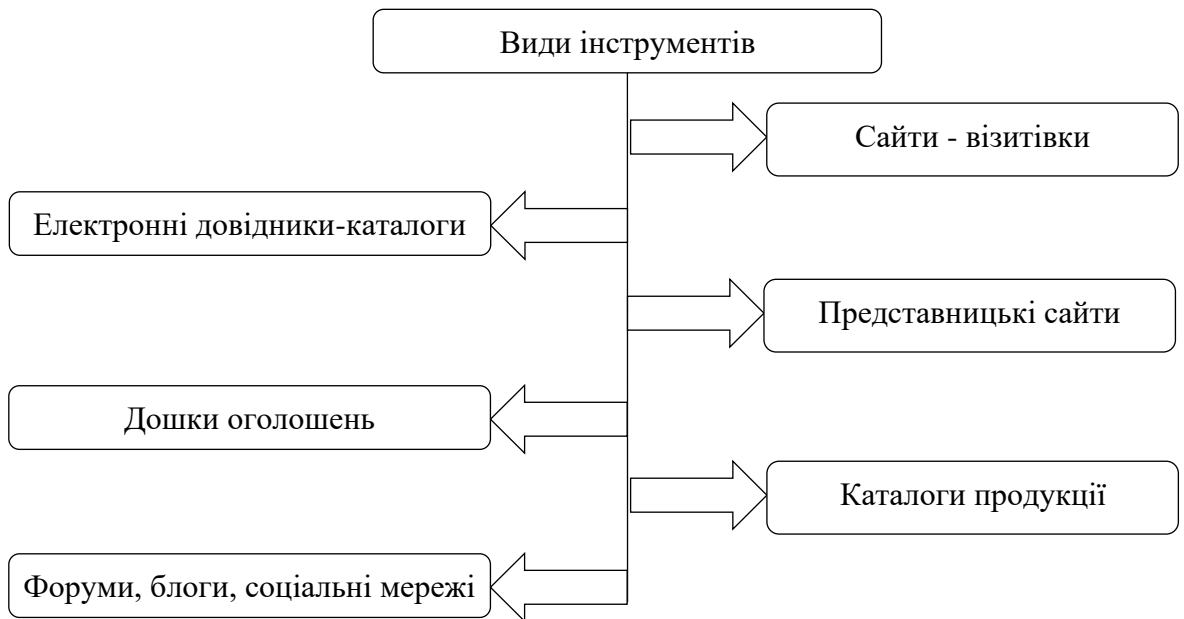 Види інструментів
Сайти - візитівки
Електронні довідники-каталоги
Представницькі сайти
Дошки оголошень
Каталоги продукції
Форуми, блоги, соціальні мережі